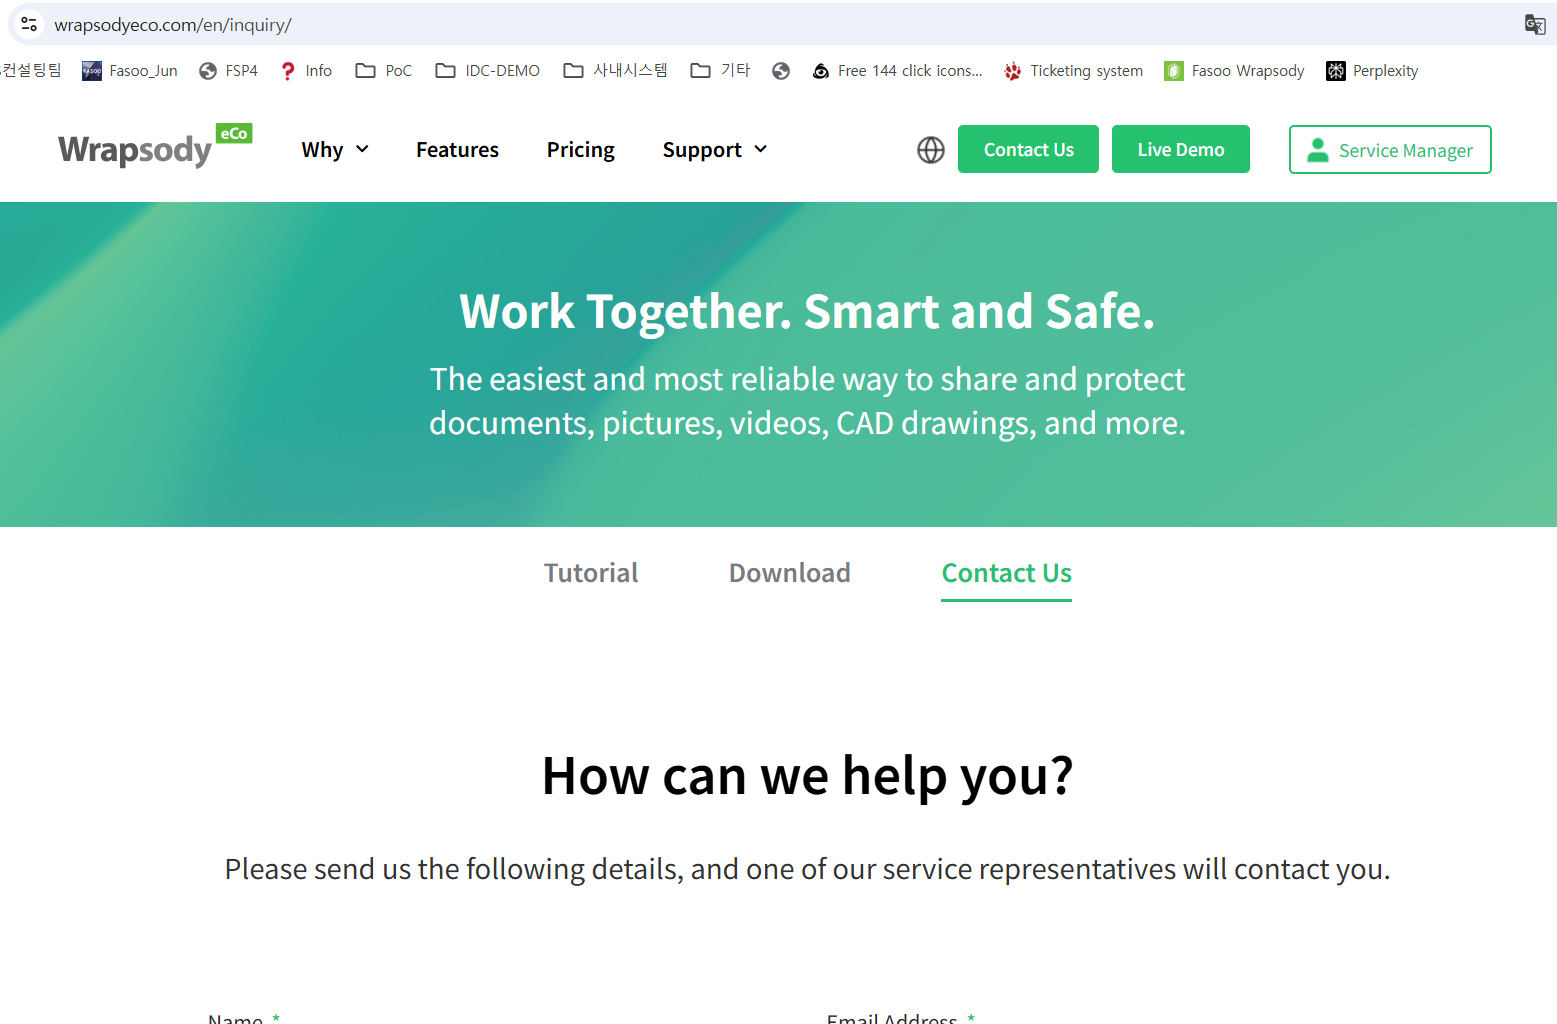 wrapsodyeco.com/en/inquiry/
컨설팅팀 Fasoo_Jun FSP4 Info PoC IDC-DEMO 사내시스템 기타 Free 144 click icons... Ticketing system Fasoo Wrapsody Perplexity
Wrapsody eCo Why Features Pricing Support Contact Us Live Demo Service Manager
Work Together. Smart and Safe.
The easiest and most reliable way to share and protect
documents, pictures, videos, CAD drawings, and more.
Tutorial Download Contact Us
How can we help you?
Please send us the following details, and one of our service representatives will contact you.
Name * Email Address *